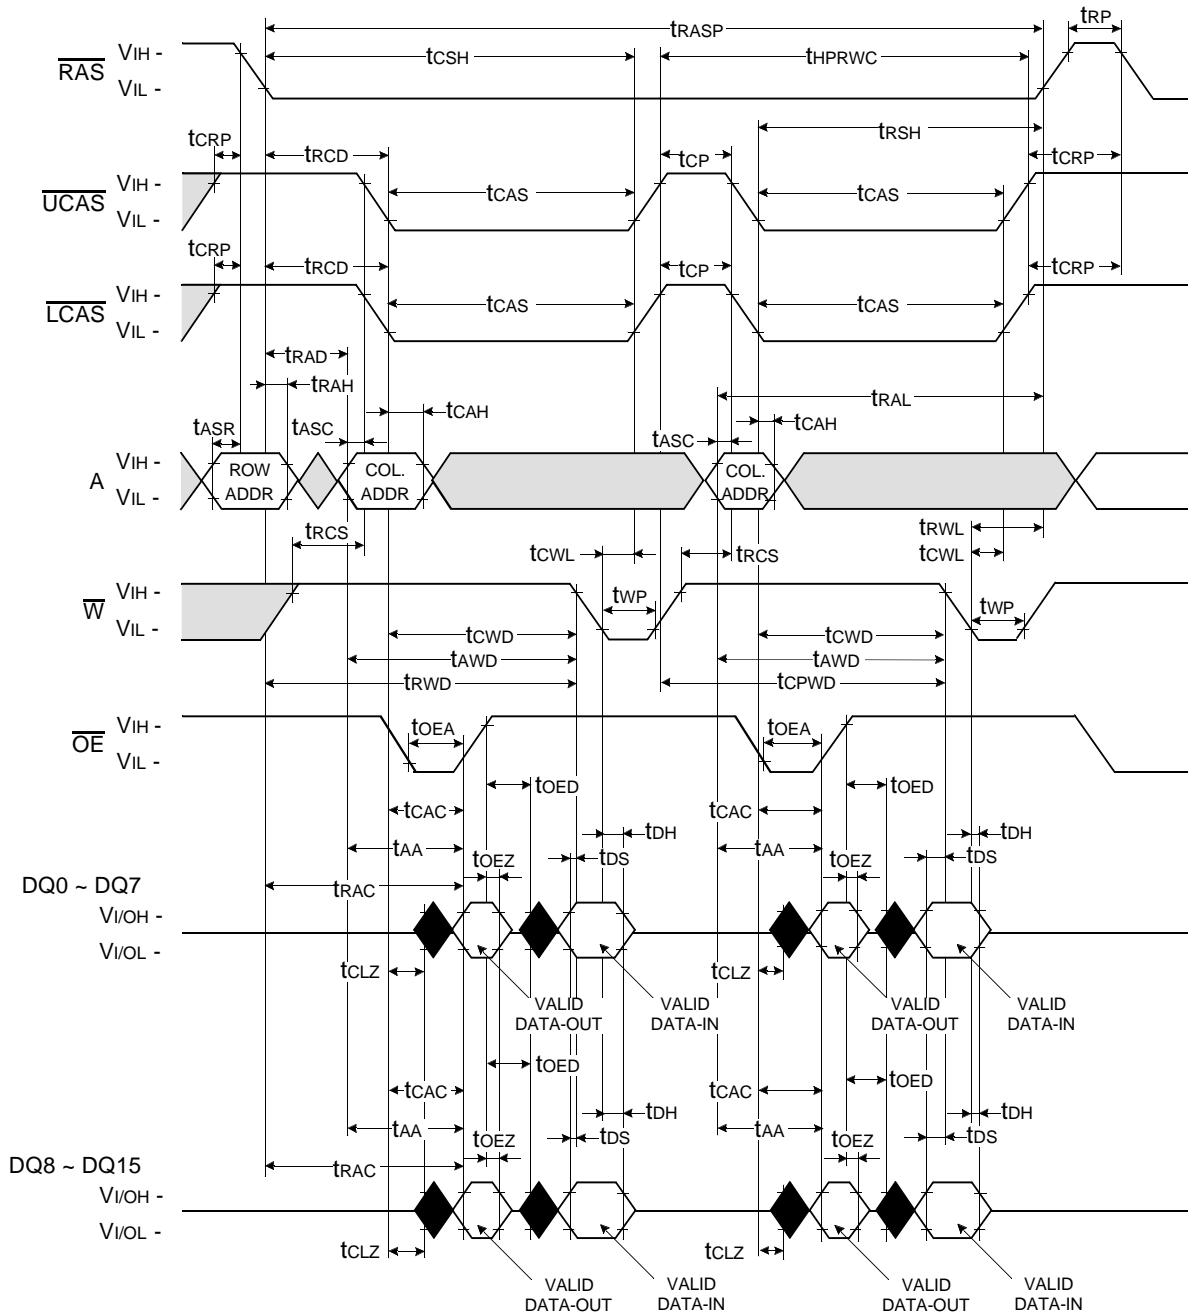 tRASP
tRP
VIH -
RAS
VIL -
tCSH
tHPRWC
tRSH
tCRP
tRCD
tCP
tCRP
VIH -
UCAS
VIL -
tCAS
tCAS
tCRP
tRCD
tCP
tCRP
VIH -
LCAS
VIL -
tCAS
tCAS
tRAD
tRAH
tRAL
tCAH
tCAH
tASR
tASC
tASC
VIH -
A
VIL -
ROW
ADDR
COL.
ADDR
COL.
ADDR
tRCS
tCWL
tRCS
tRWL
tCWL
VIH -
W
VIL -
tWP
tWP
tCWD
tCWD
tAWD
tAWD
tRWD
tCPWD
VIH -
OE
VIL -
tOEA
tOEA
tOED
tOED
tCAC
tCAC
tDH
tDH
tAA
tOEZ
tDS
tAA
tOEZ
tDS
tRAC
DQ0 ~ DQ7
VI/OH -
VI/OL -
tCLZ
tCLZ
VALID
DATA-OUT
VALID
DATA-IN
VALID
DATA-OUT
VALID
DATA-IN
tOED
tOED
tCAC
tCAC
tDH
tDH
tAA
tOEZ
tDS
tAA
tOEZ
tDS
tRAC
DQ8 ~ DQ15
VI/OH -
VI/OL -
tCLZ
tCLZ
VALID
DATA-OUT
VALID
DATA-IN
VALID
DATA-OUT
VALID
DATA-IN